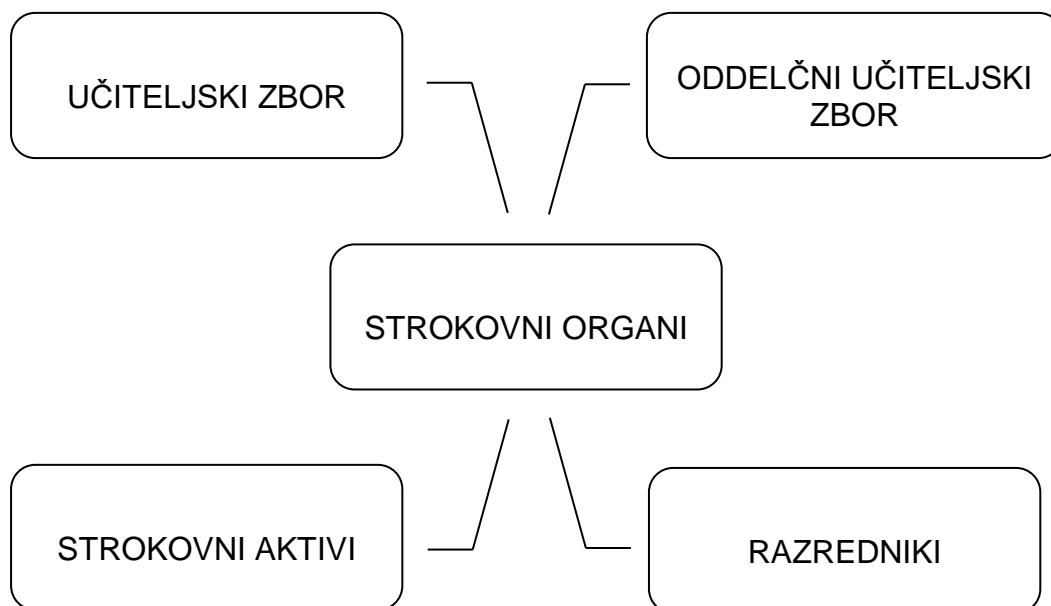 UČITELJSKI ZBOR
ODDELČNI UČITELJSKI
ZBOR
STROKOVNI ORGANI
STROKOVNI AKTIVI
RAZREDNIKI